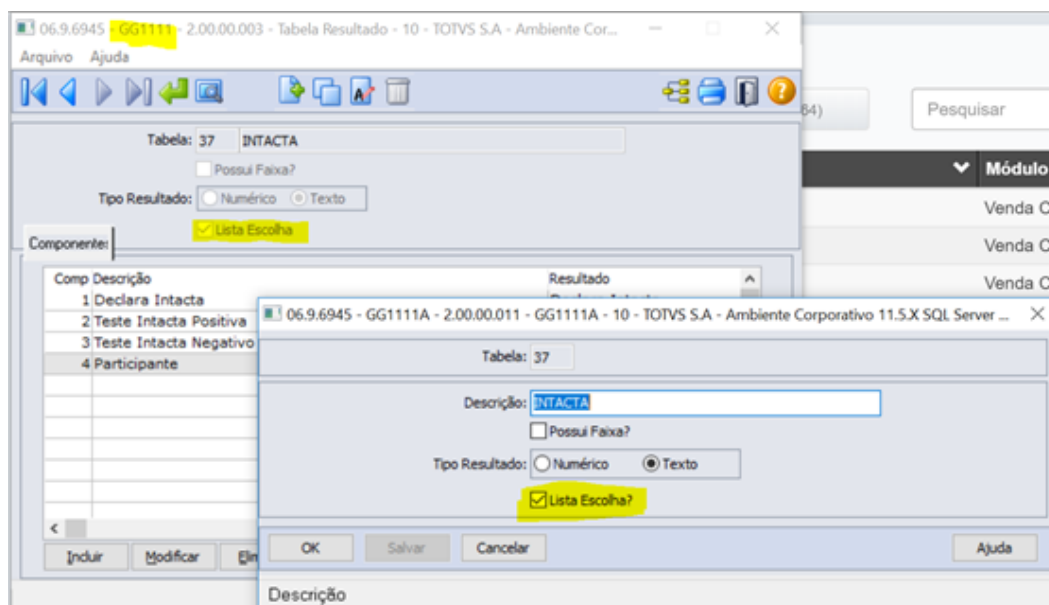 06.9.6945 - GG1111 - 2.00.00.003 - Tabela Resultado - 10 - TOTVS S.A - Ambiente Cor...
Arquivo Ajuda
64)
Pesquisar
Tabela: 37 INTACTA
Possui Faixa?
Módulo
Tipo Resultado: Numérico Texto
Venda C
Lista Escolha
Componente:
Venda C
Comp Descrição Resultado
Venda C
1 Declara Intacta
2 Teste Intacta Positiva
3 Teste Intacta Negativo
4 Participante
06.9.6945 - GG1111A - 2.00.00.011 - GG1111A - 10 - TOTVS S.A - Ambiente Corporativo 11.5.X SQL Server ...
Tabela: 37
Descrição: INTACTA
Possui Faixa?
Tipo Resultado: Numérico Texto
Lista Escolha?
Incluir Modificar
OK Salvar Cancelar Ajuda
Descrição